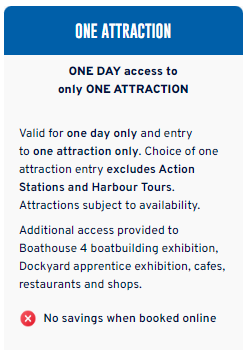 ONE ATTRACTION
ONE DAY access to
only ONE ATTRACTION
Valid for one day only and entry
to one attraction only. Choice of one
attraction entry excludes Action
Stations and Harbour Tours.
Attractions subject to availability.
Additional access provided to
Boathouse 4 boatbuilding exhibition,
Dockyard apprentice exhibition, cafes,
restaurants and shops.
No savings when booked online